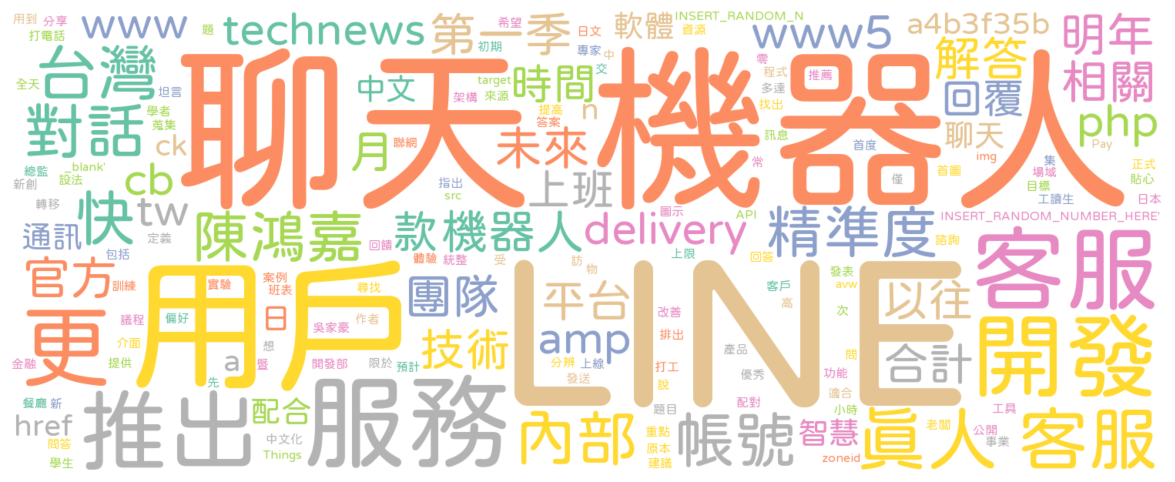 用到 分享 www technews 第一季 希望 日文 軟體 INSERT_RANDOM_N www5 a4b3f35b 明年
打電話 題 初期 專家 中 資源
台灣 聊天機器人 中文 target 時間 交 零 推薦 解答 相關
全天 坦言 架構 來源 n 程式 多達 回覆 php
對話 學者 蒐集 ck 月 聯網 提高 答案 未來 找出 訊息 聊天 Pay
總監 _blank' cb 常 首度 img 集 正式
新創 設法 指出 上班 僅 首圖 場域 貼心
轉移 快 tw src 目標 工讀生 日本
通訊 定義 陳鴻嘉 款機器人 delivery 圖示 API 精準度 INSERT_RANDOM_NUMBER_HERE'
包括 回饋 體驗 統整 受 訪 上限 回答 諮詢 客服
官方 訓練 實驗 案例 班表 尋找 團隊 物 平台 客戶 發表 avw 以往
更 議程 偏好 用戶 日 吳家豪 作者 LINE 高 次 開發
介面 想 技術 amp 改善 排出 合計
金融 提供 a 暨 開發部 限於 預計 分辨 上線 產品 問
先 發送 打工 優秀 功能
餐廳 新 推出 服務 配合 內部 說 配對 適合 小時 工具
href 題目 帳號 智慧 真人客服 老闆 公開
問答 中文化 重點 原本 事業
學生 Things 建議 zoneid